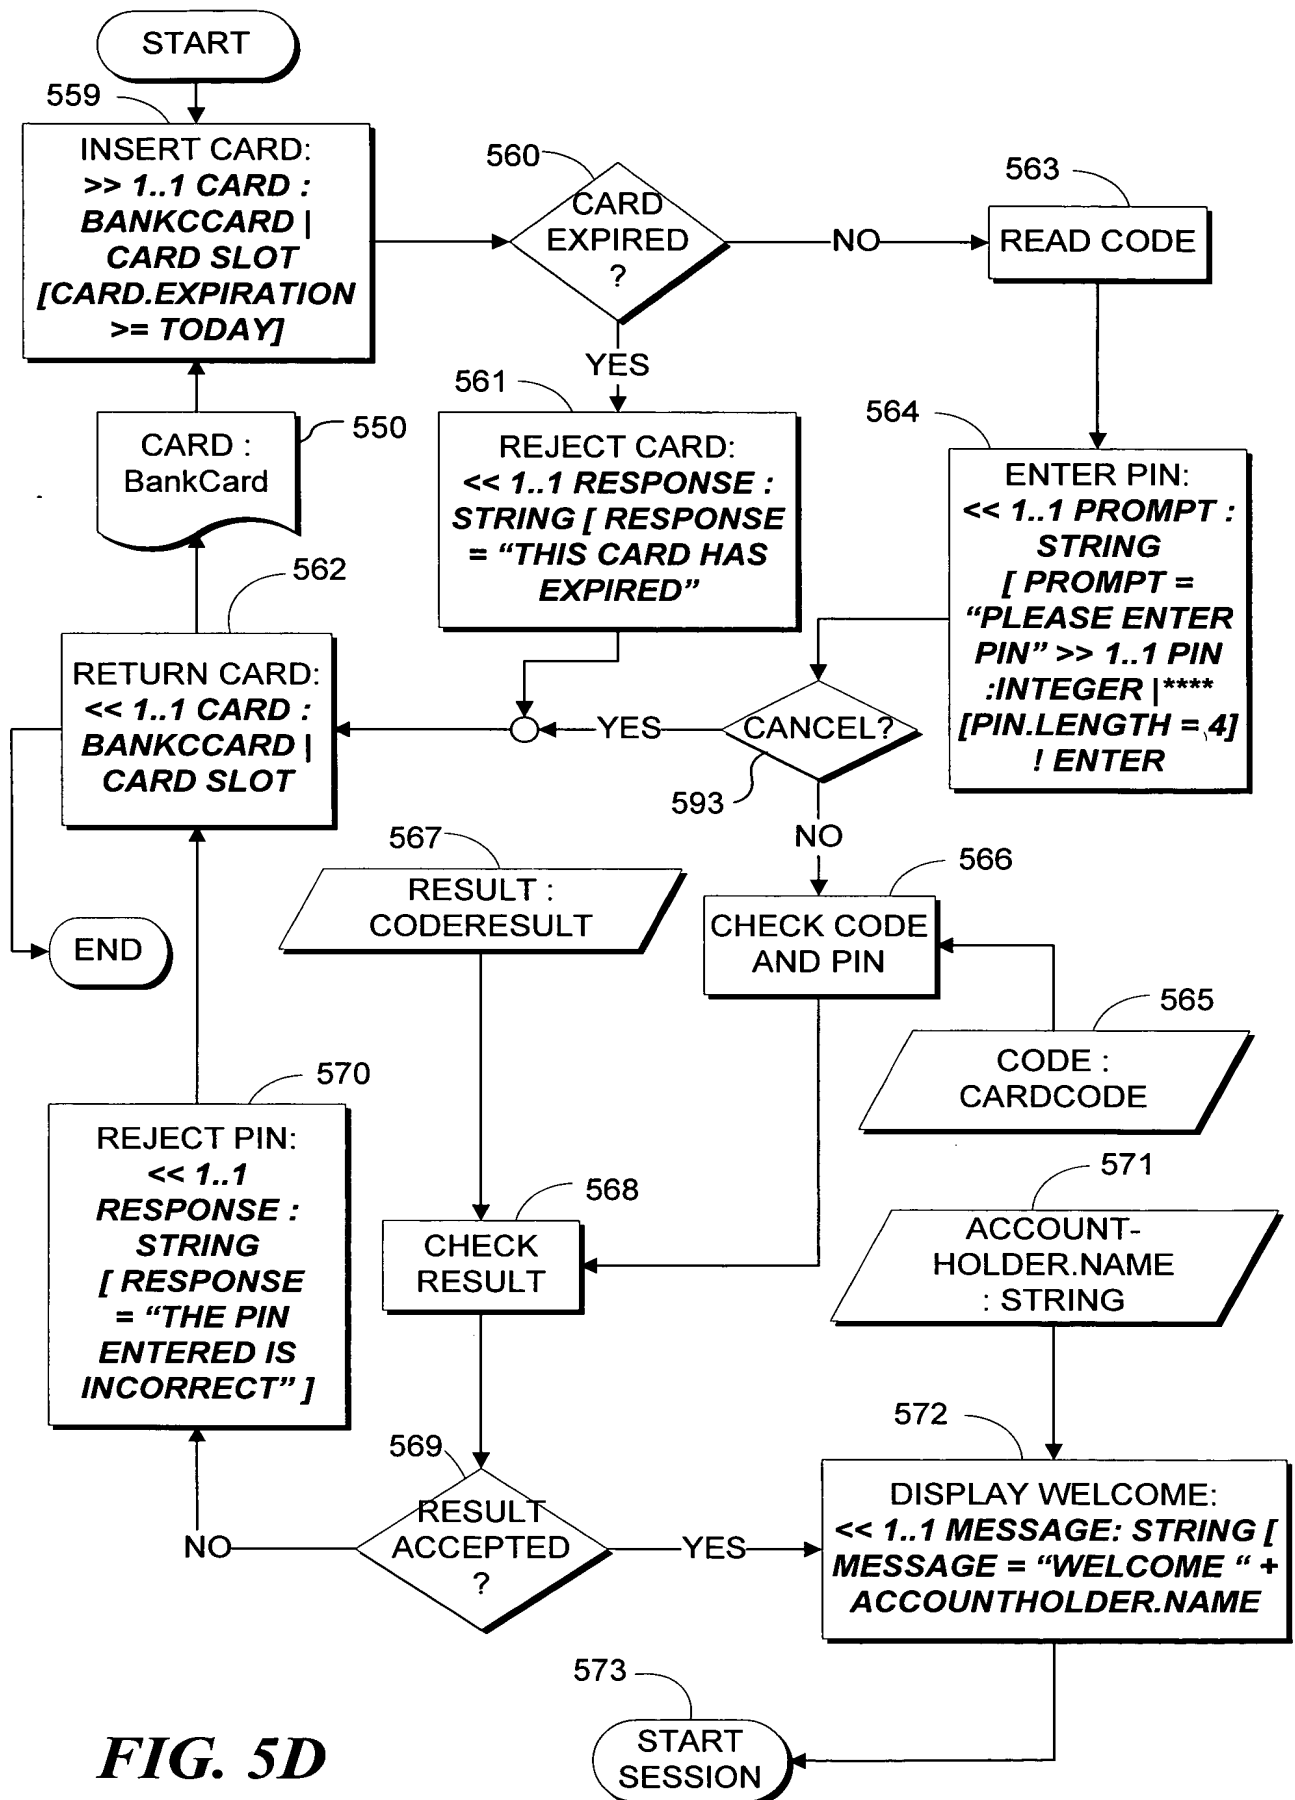 START
559
INSERT CARD:
>> 1..1 CARD :
BANKCCARD |
CARD SLOT
[CARD.EXPIRATION
>= TODAY]
560
CARD
EXPIRED
?
NO
563
READ CODE
YES
561
REJECT CARD:
<< 1..1 RESPONSE :
STRING [ RESPONSE
= “THIS CARD HAS
EXPIRED”
564
ENTER PIN:
<< 1..1 PROMPT :
STRING
[ PROMPT =
“PLEASE ENTER
PIN” >> 1..1 PIN
:INTEGER |****
[PIN.LENGTH = 4]
! ENTER
CARD :
BankCard
550
562
RETURN CARD:
<< 1..1 CARD :
BANKCCARD |
CARD SLOT
YES
CANCEL?
593
NO
567
RESULT :
CODERESULT
566
CHECK CODE
AND PIN
END
565
CODE :
CARDCODE
570
REJECT PIN:
<< 1..1
RESPONSE :
STRING
[ RESPONSE
= “THE PIN
ENTERED IS
INCORRECT” ]
568
CHECK
RESULT
571
ACCOUNT-
HOLDER.NAME
: STRING
569
RESULT
ACCEPTED
?
NO
YES
572
DISPLAY WELCOME:
<< 1..1 MESSAGE: STRING [
MESSAGE = “WELCOME “ +
ACCOUNTHOLDER.NAME
573
START
SESSION
FIG. 5D